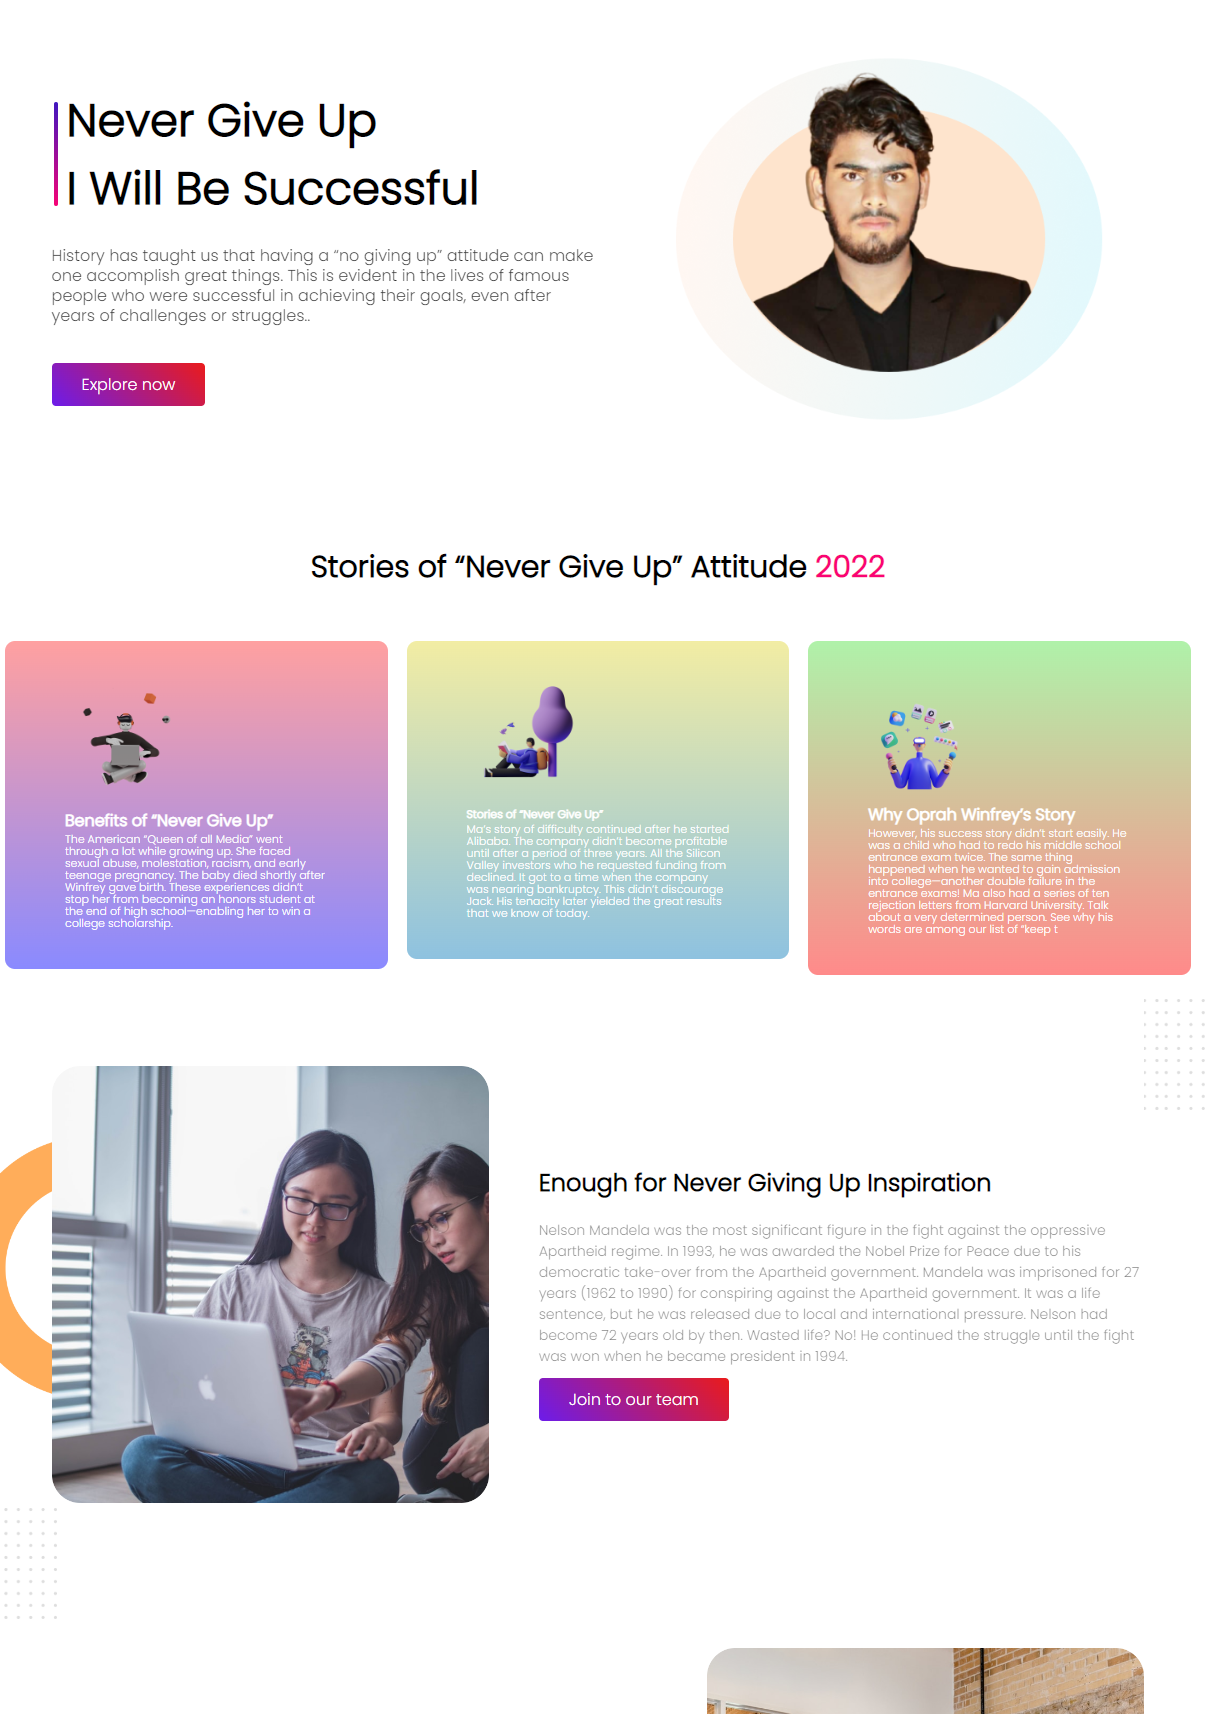 Never Give Up
I Will Be Successful
History has taught us that having a “no giving up” attitude can make
one accomplish great things. This is evident in the lives of famous
people who were successful in achieving their goals, even after
years of challenges or struggles..
Explore now
Stories of “Never Give Up” Attitude 2022
Benefits of “Never Give Up”
The American “Queen of all Media” went
through a lot while growing up. She faced
sexual abuse, molestation, racism, and early
teenage pregnancy. The baby died shortly after
Winfrey gave birth. These experiences didn’t
stop her from becoming an honors student at
the end of high school—enabling her to win a
college scholarship.
Stories of “Never Give Up”
Ma’s story of difficulty continued after he started
Alibaba. The company didn’t become profitable
until after a period of three years. All the Silicon
Valley investors who he requested funding from
declined. It got to a time when the company
was nearing bankruptcy. This didn’t discourage
Jack. His tenacity later yielded the great results
that we know of today.
Why Oprah Winfrey’s Story
However, his success story didn’t start easily. He
was a child who had to redo his middle school
entrance exam twice. The same thing
happened when he wanted to gain admission
into college—another double failure in the
entrance exams! Ma also had a series of ten
rejection letters from Harvard University. Talk
about a very determined person. See why his
words are among our list of “keep t
Enough for Never Giving Up Inspiration
Nelson Mandela was the most significant figure in the fight against the oppressive
Apartheid regime. In 1993, he was awarded the Nobel Prize for Peace due to his
democratic take-over from the Apartheid government. Mandela was imprisoned for 27
years (1962 to 1990) for conspiring against the Apartheid government. It was a life
sentence, but he was released due to local and international pressure. Nelson had
become 72 years old by then. Wasted life? No! He continued the struggle until the fight
was won when he became president in 1994.
Join to our team